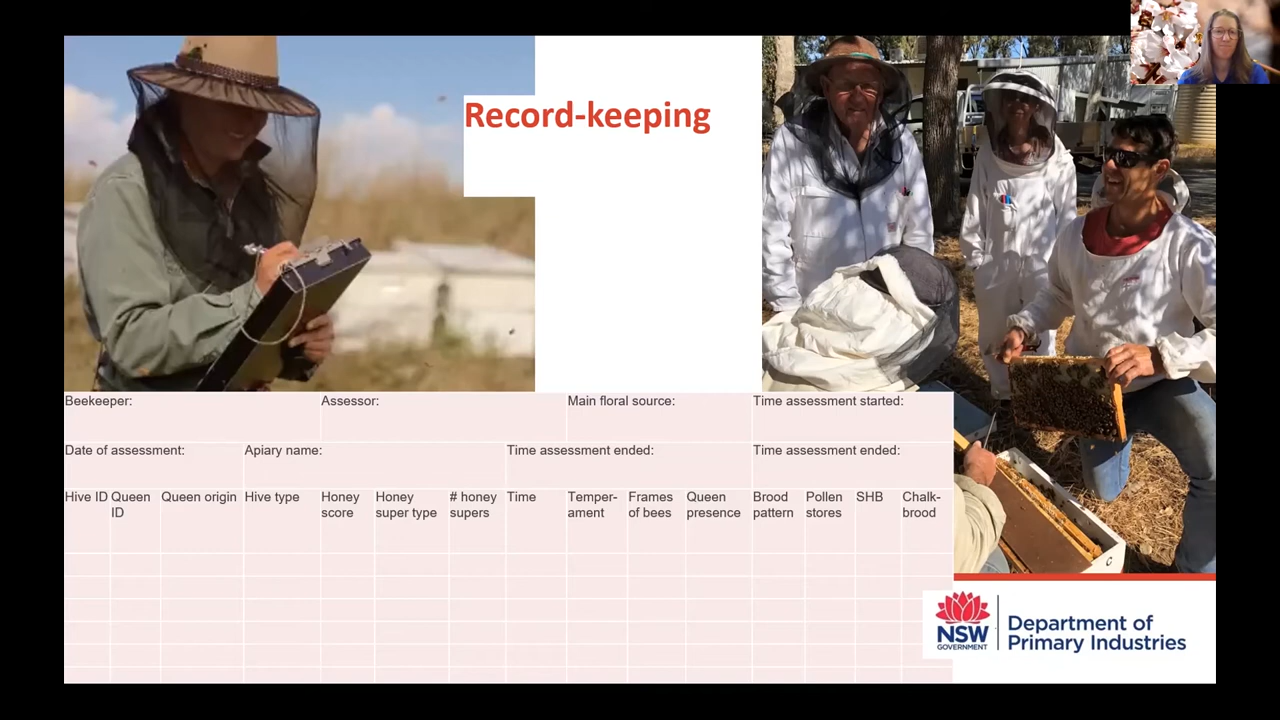 Record-keeping
Beekeeper: Assessor: Main floral source: Time assessment started:
Date of assessment: Apiary name: Time assessment ended: Time assessment ended:
Hive ID Queen ID Queen origin Hive type Honey score Honey super type # honey supers Time Temper-ament Frames of bees Queen presence Brood pattern Pollen stores SHB Chalk-brood
C
NSW
GOVERNMENT
Department of
Primary Industries